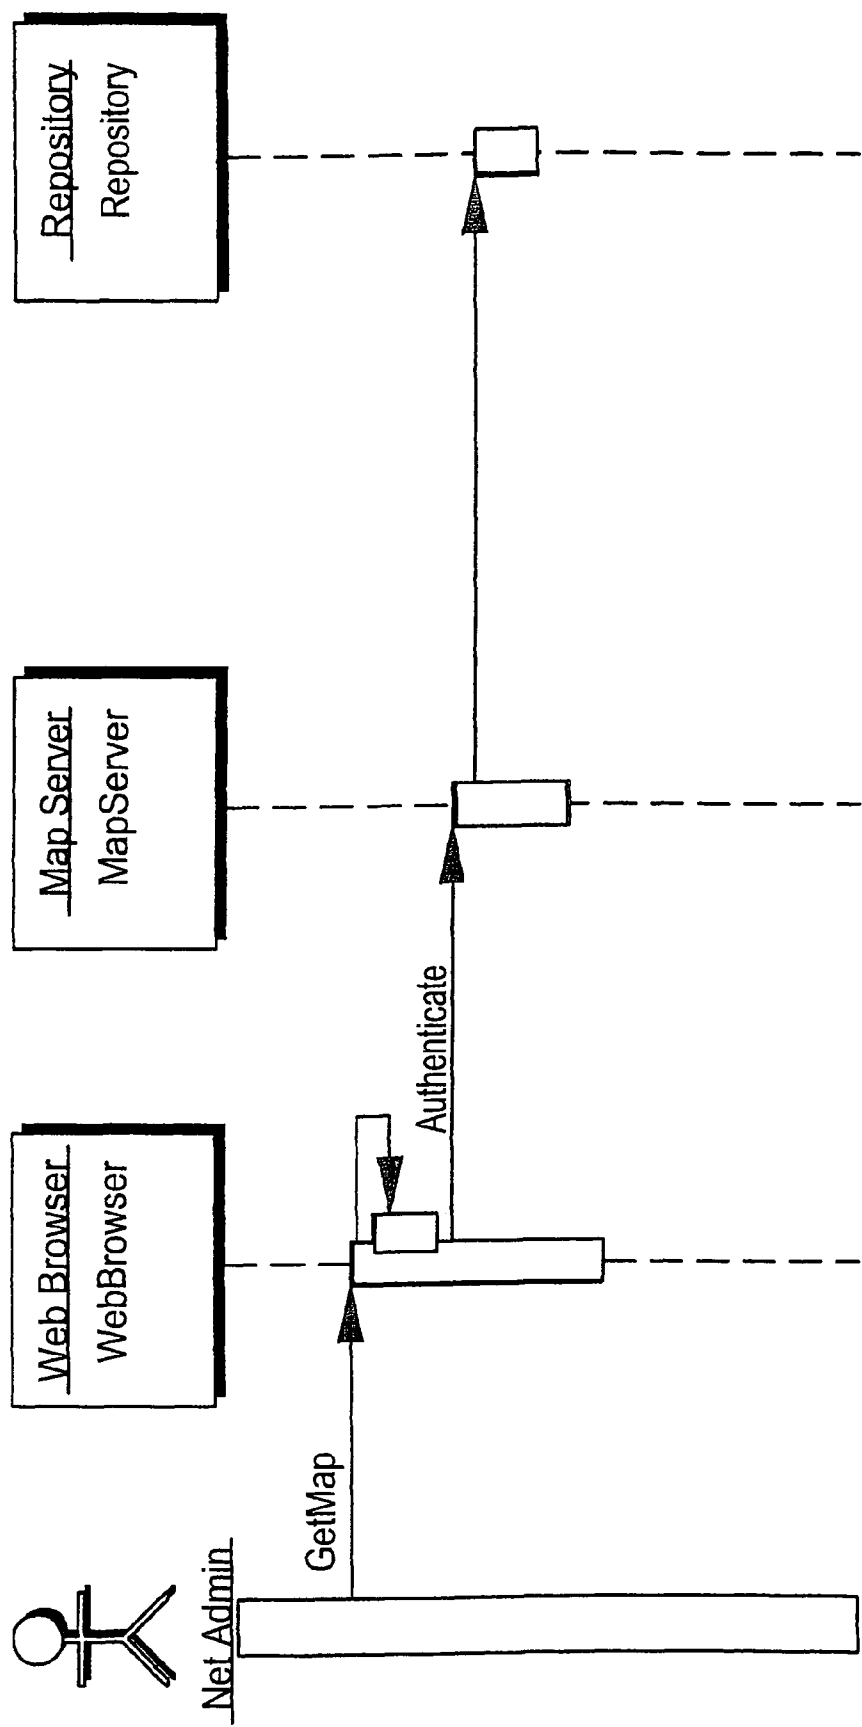 Net Admin
Web Browser
WebBrowser
Map Server
MapServer
Repository
Repository
GetMap
Authenticate